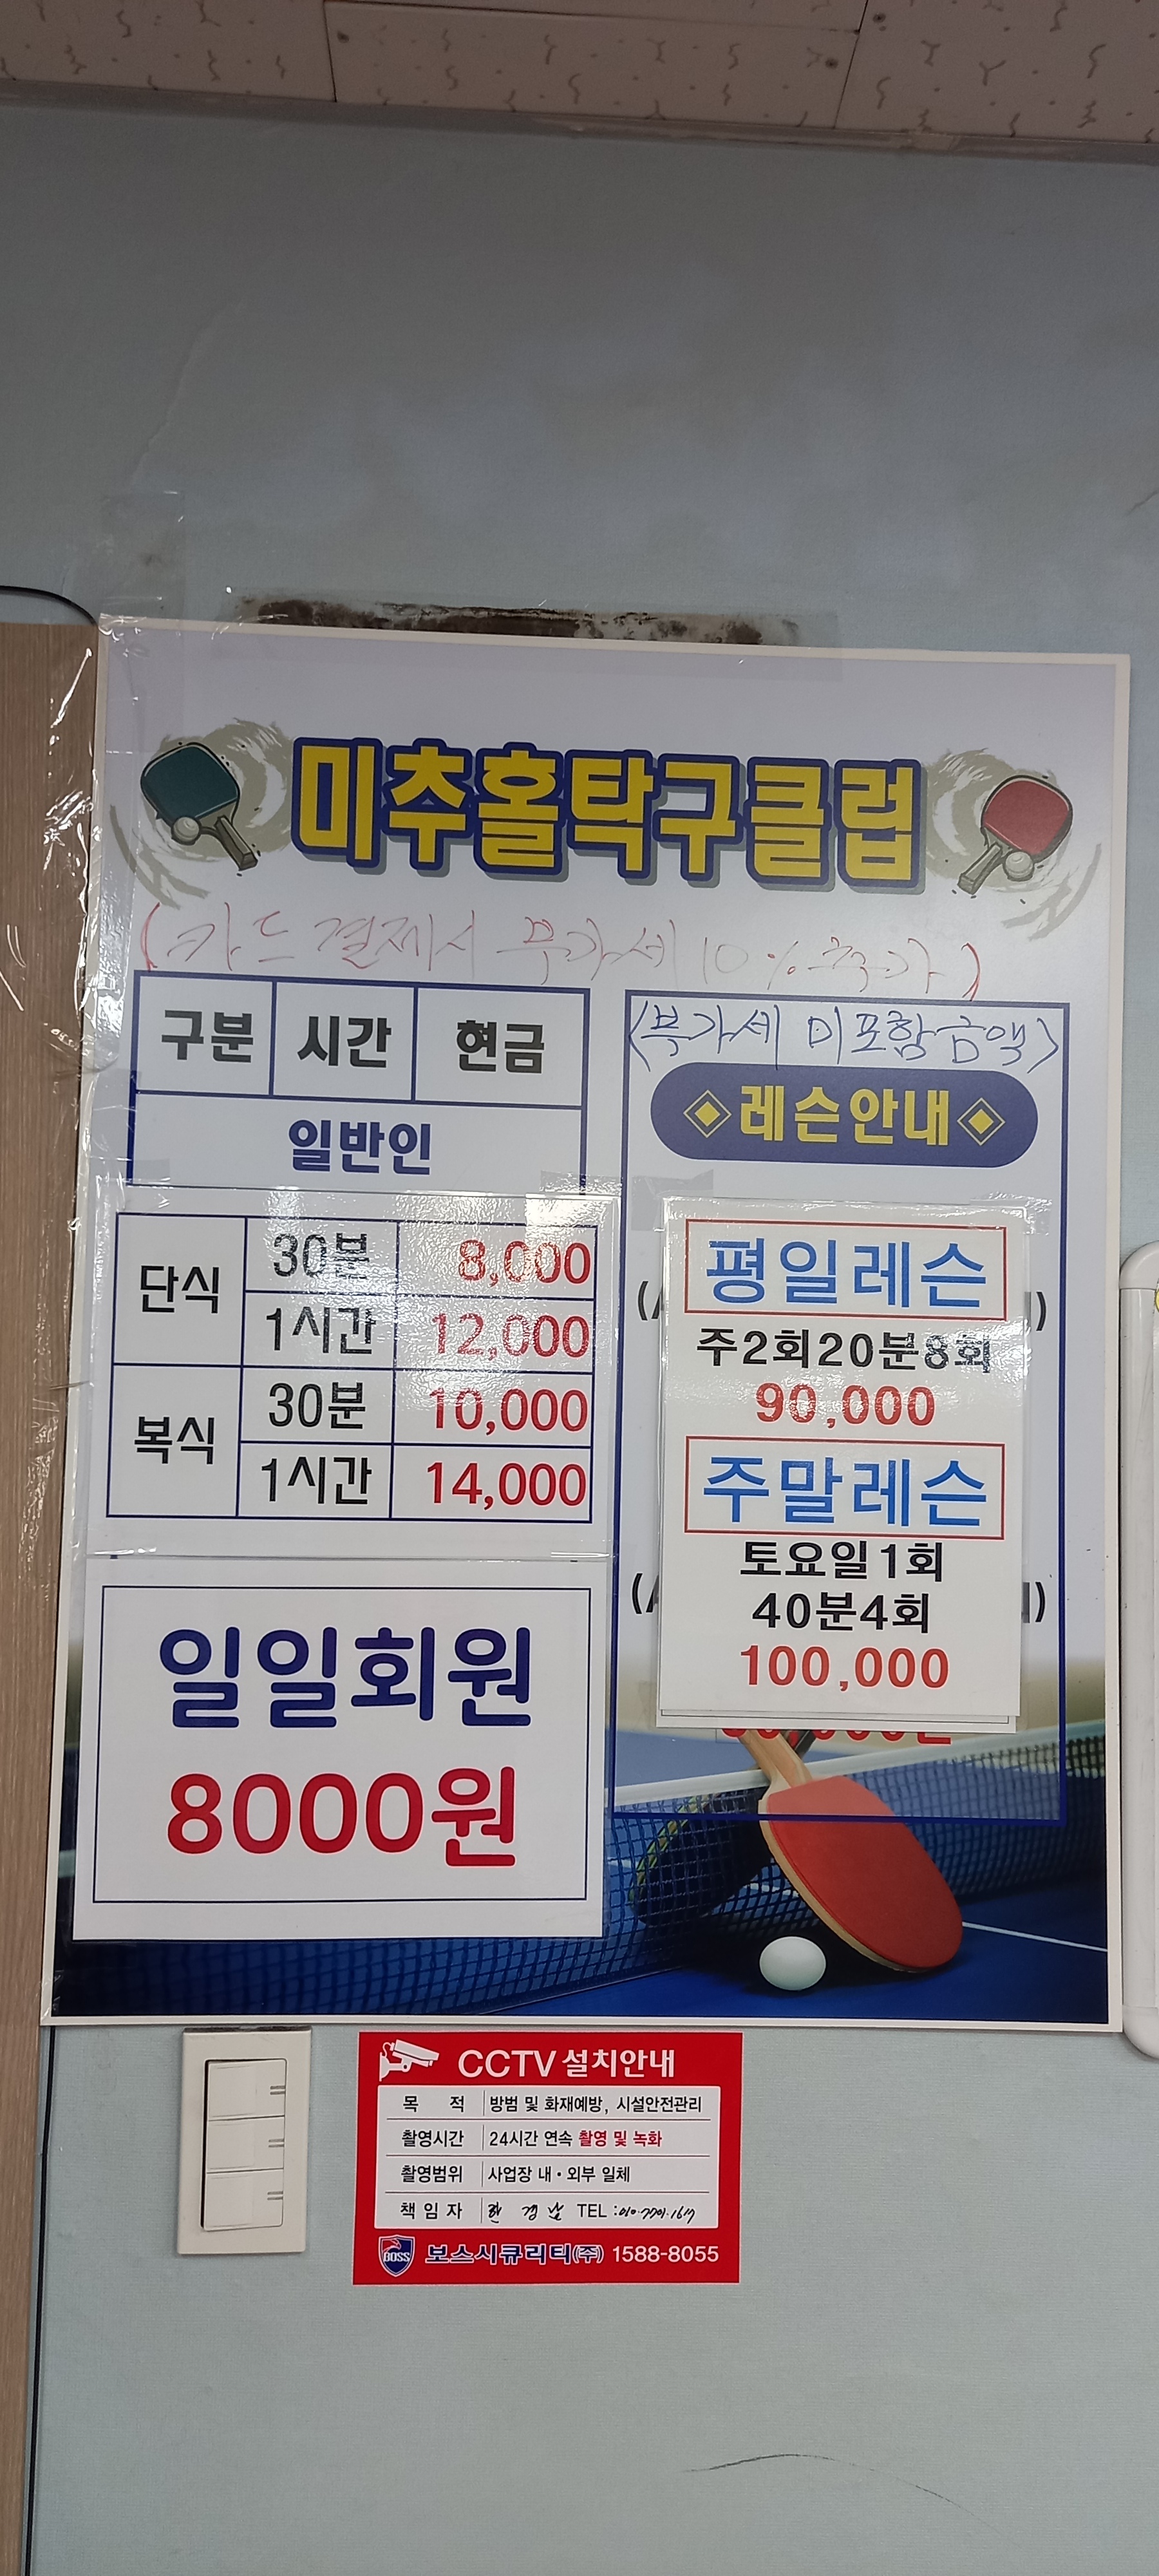 미추홀탁구클럽
(카드결제시 부가세 10% 추가)
구분 시간 현금
일반인
단식 30분 8,000
1시간 12,000
복식 30분 10,000
1시간 14,000
일일회원
8000원
<부가세 미포함금액>
레슨안내
평일레슨
주2회20분8회
90,000
주말레슨
토요일1회
40분4회
100,000
CCTV 설치안내
목 적 방범 및 화재예방, 시설안전관리
촬영시간 24시간 연속 촬영 및 녹화
촬영범위 사업장 내·외부 일체
책임자 TEL :
BOSS 보스시큐리티(주) 1588-8055